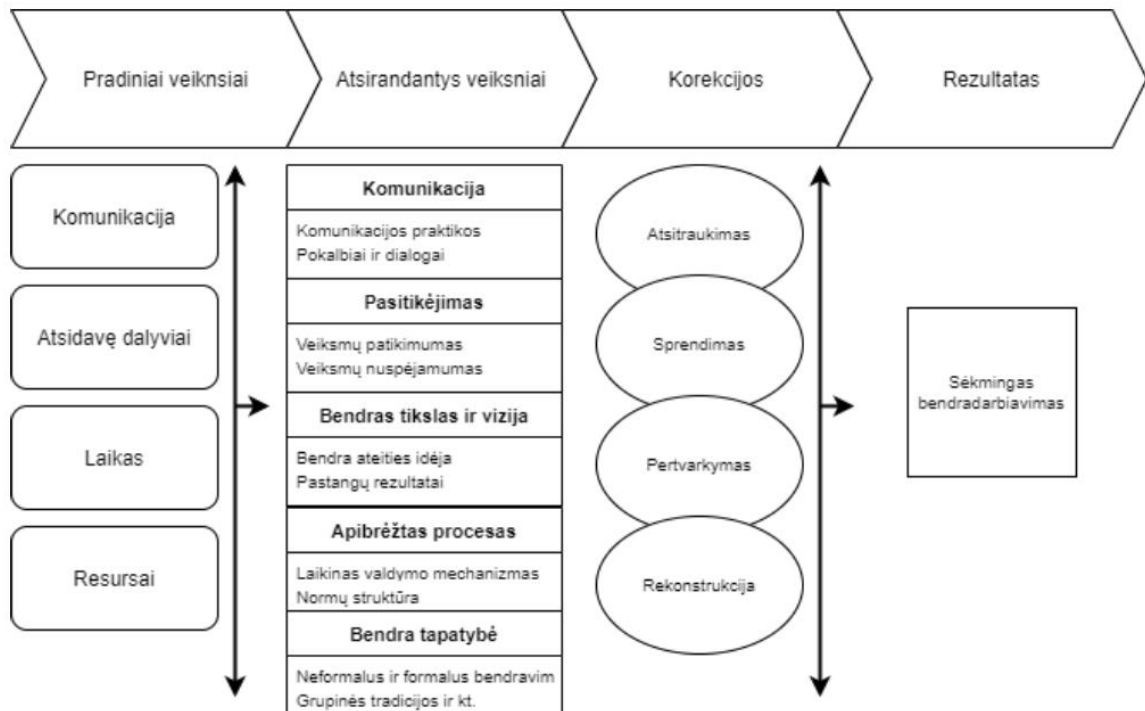 Pradiniai veiknsiai
Atsirandantys veiksniai
Korekcijos
Rezultatas
Komunikacija
Atsidavę dalyviai
Laikas
Resursai
Komunikacija
Komunikacijos praktikos
Pokalbiai ir dialogai
Pasitikėjimas
Veiksmų patikimumas
Veiksmų nuspėjamumas
Bendras tikslas ir vizija
Bendra ateities idėja
Pastangų rezultatai
Apibrėžtas procesas
Laikinas valdymo mechanizmas
Normų struktūra
Bendra tapatybė
Neformalus ir formalus bendravim
Grupinės tradicijos ir kt.
Atsitraukimas
Sprendimas
Pertvarkymas
Rekonstrukcija
Sėkmingas
bendradarbiavimas